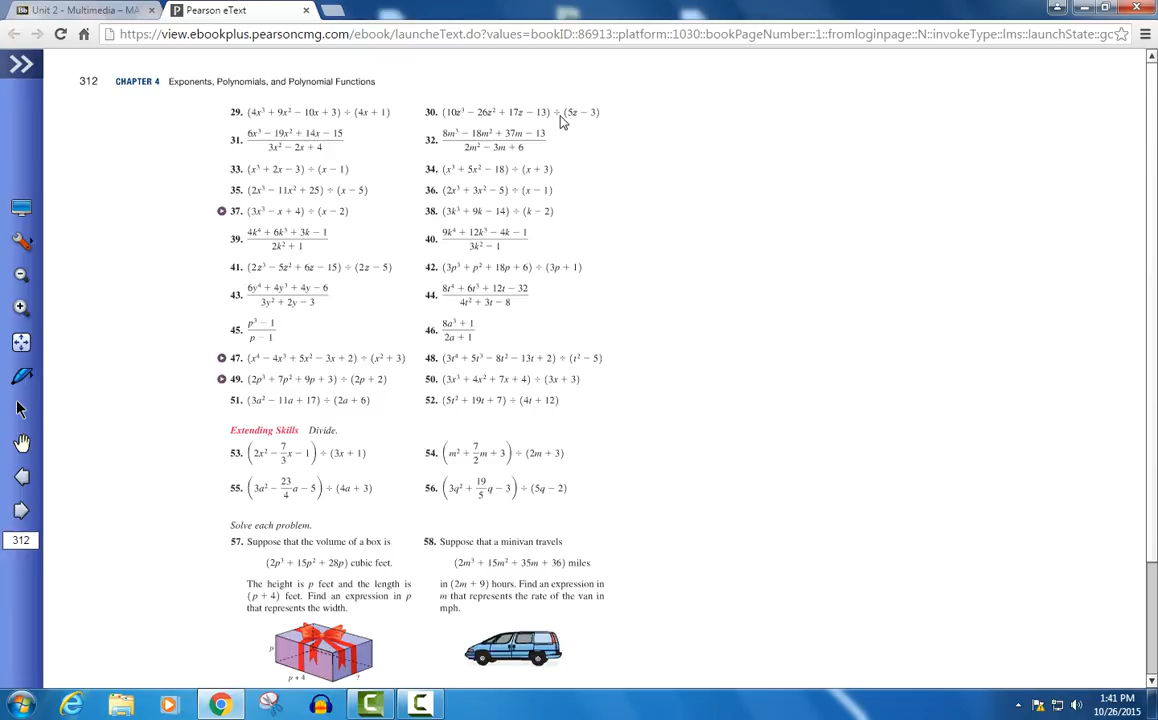 Unit 2 - Multimedia – MA
Pearson eText
https://view.ebookplus.pearsoncmg.com/ebook/launcheText.do?values=bookID::86913::platform::1030::bookPageNumber::1::fromloginpage::N::invokeType::lms::launchState::gc
312 CHAPTER 4 Exponents, Polynomials, and Polynomial Functions
29. (4x³ + 9x² − 10x + 3) ÷ (4x + 1)
30. (10z³ − 26z² + 17z − 13) ÷ (5z − 3)
31. (6x³ − 19x² + 14x − 15)/(3x² − 2x + 4)
32. (8m³ − 18m² + 37m − 13)/(2m² − 3m + 6)
33. (x³ + 2x − 3) ÷ (x − 1)
34. (x³ + 5x² − 18) ÷ (x + 3)
35. (2x³ − 11x² + 25) ÷ (x − 5)
36. (2x³ + 3x² − 5) ÷ (x − 1)
37. (3x³ − x + 4) ÷ (x − 2)
38. (3k³ + 9k − 14) ÷ (k − 2)
39. (4k⁴ + 6k³ + 3k − 1)/(2k² + 1)
40. (9k⁴ + 12k³ − 4k − 1)/(3k² − 1)
41. (2z³ − 5z² + 6z − 15) ÷ (2z − 5)
42. (3p³ + p² + 18p + 6) ÷ (3p + 1)
43. (6y⁴ + 4y³ + 4y − 6)/(3y² + 2y − 3)
44. (8t⁴ + 6t³ + 12t − 32)/(4t² + 3t − 8)
45. (p³ − 1)/(p − 1)
46. (8a³ + 1)/(2a + 1)
47. (x⁴ − 4x³ + 5x² − 3x + 2) ÷ (x² + 3)
48. (3t⁴ + 5t³ − 8t² − 13t + 2) ÷ (t² − 5)
49. (2p³ + 7p² + 9p + 3) ÷ (2p + 2)
50. (3x³ + 4x² + 7x + 4) ÷ (3x + 3)
51. (3a² − 11a + 17) ÷ (2a + 6)
52. (5t² + 19t + 7) ÷ (4t + 12)
Extending Skills Divide.
53. (2x² − 7/3 x − 1) ÷ (3x + 1)
54. (m² + 7/2 m + 3) ÷ (2m + 3)
55. (3a² − 23/4 a − 5) ÷ (4a + 3)
56. (3q² + 19/5 q − 3) ÷ (5q − 2)
Solve each problem.
57. Suppose that the volume of a box is
(2p³ + 15p² + 28p) cubic feet.
The height is p feet and the length is
(p + 4) feet. Find an expression in p
that represents the width.
p
p + 4
?
58. Suppose that a minivan travels
(2m³ + 15m² + 35m + 36) miles
in (2m + 9) hours. Find an expression in
m that represents the rate of the van in
mph.
312
1:41 PM
10/26/2015